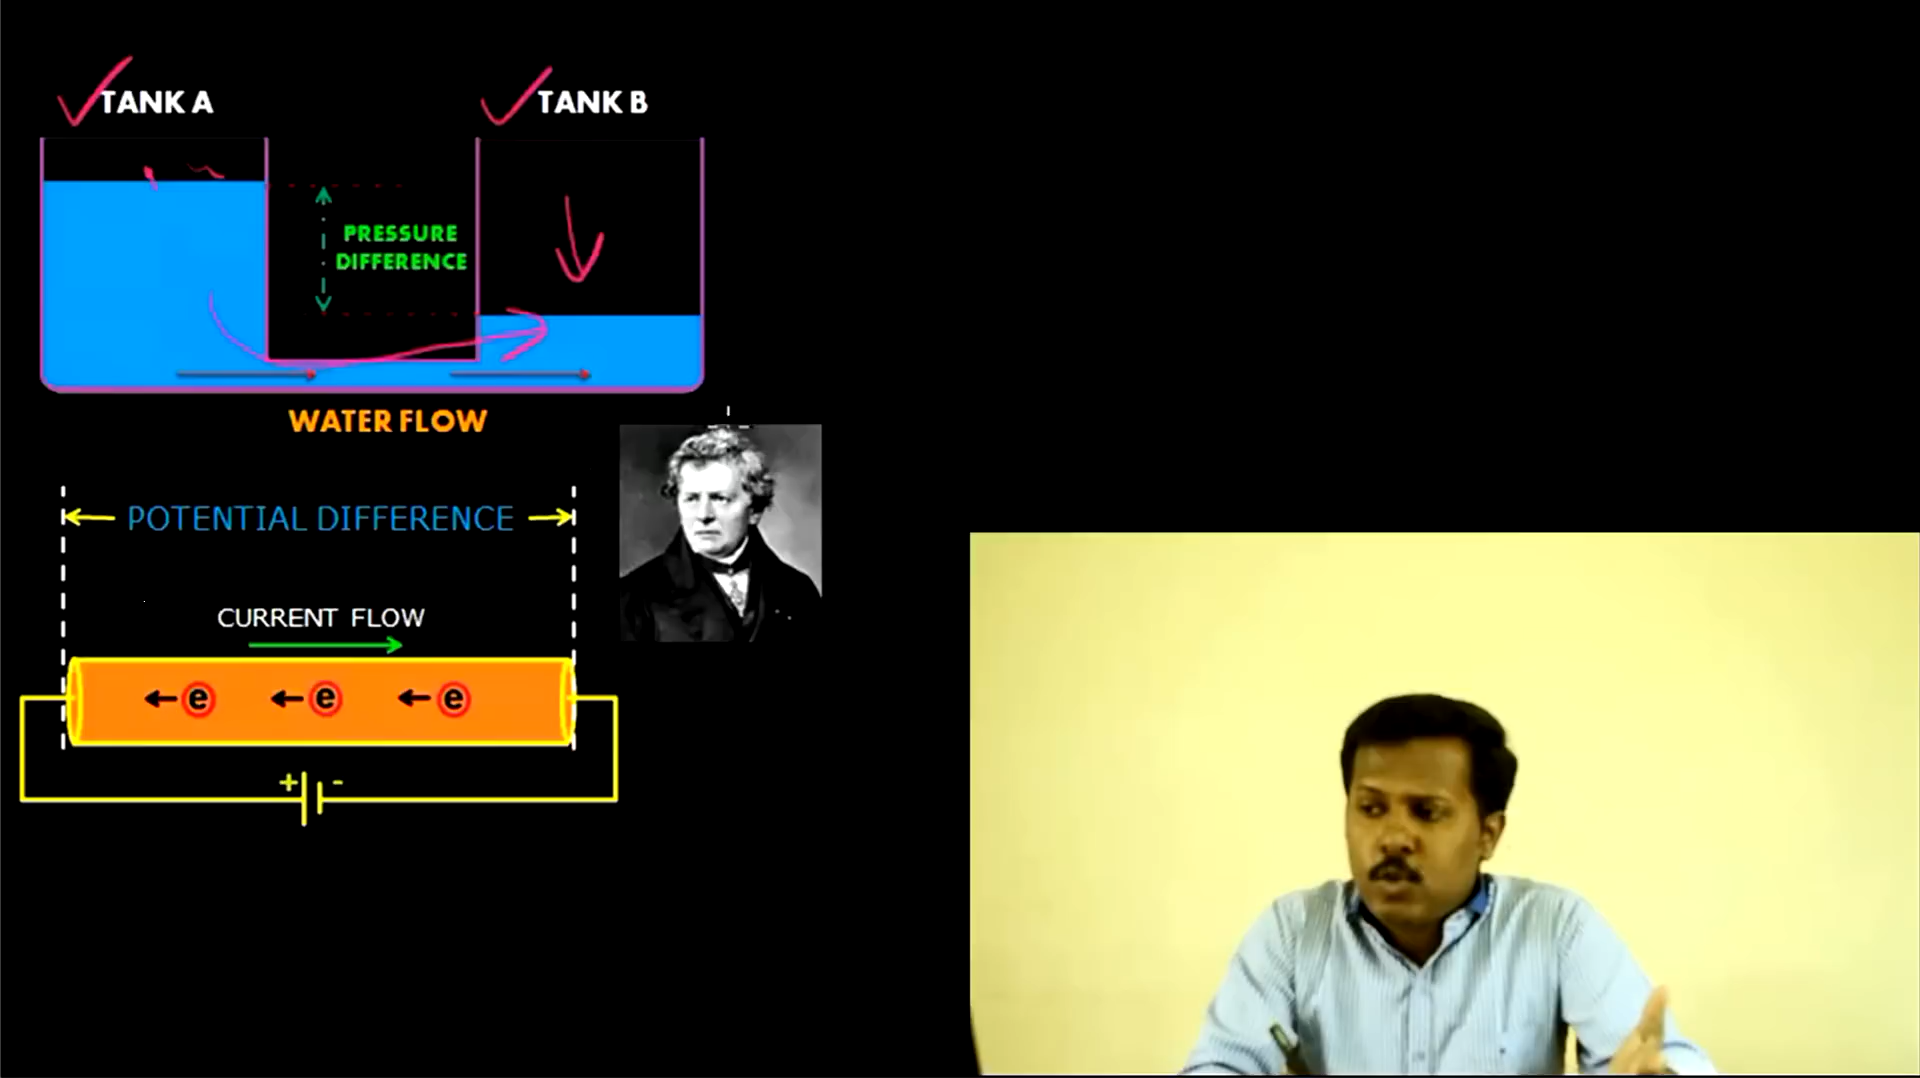 TANK A
TANK B
PRESSURE
DIFFERENCE
WATER FLOW
POTENTIAL DIFFERENCE
CURRENT FLOW
e e e
+ -